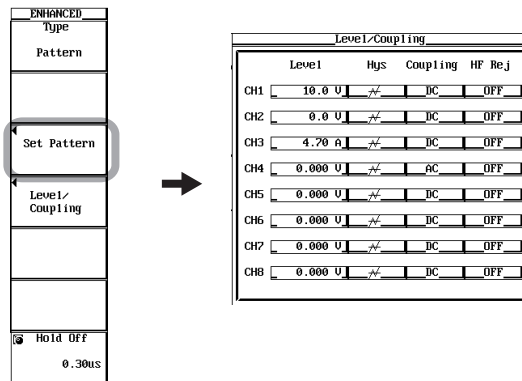 ENHANCED
Type
Pattern
Set Pattern
Level/
Coupling
Hold Off
0.30us
Level/Coupling
Level Hys Coupling HF Rej
CH1 10.0 V DC OFF
CH2 0.0 V DC OFF
CH3 4.70 A DC OFF
CH4 0.000 V AC OFF
CH5 0.000 V DC OFF
CH6 0.000 V DC OFF
CH7 0.000 V DC OFF
CH8 0.000 V DC OFF